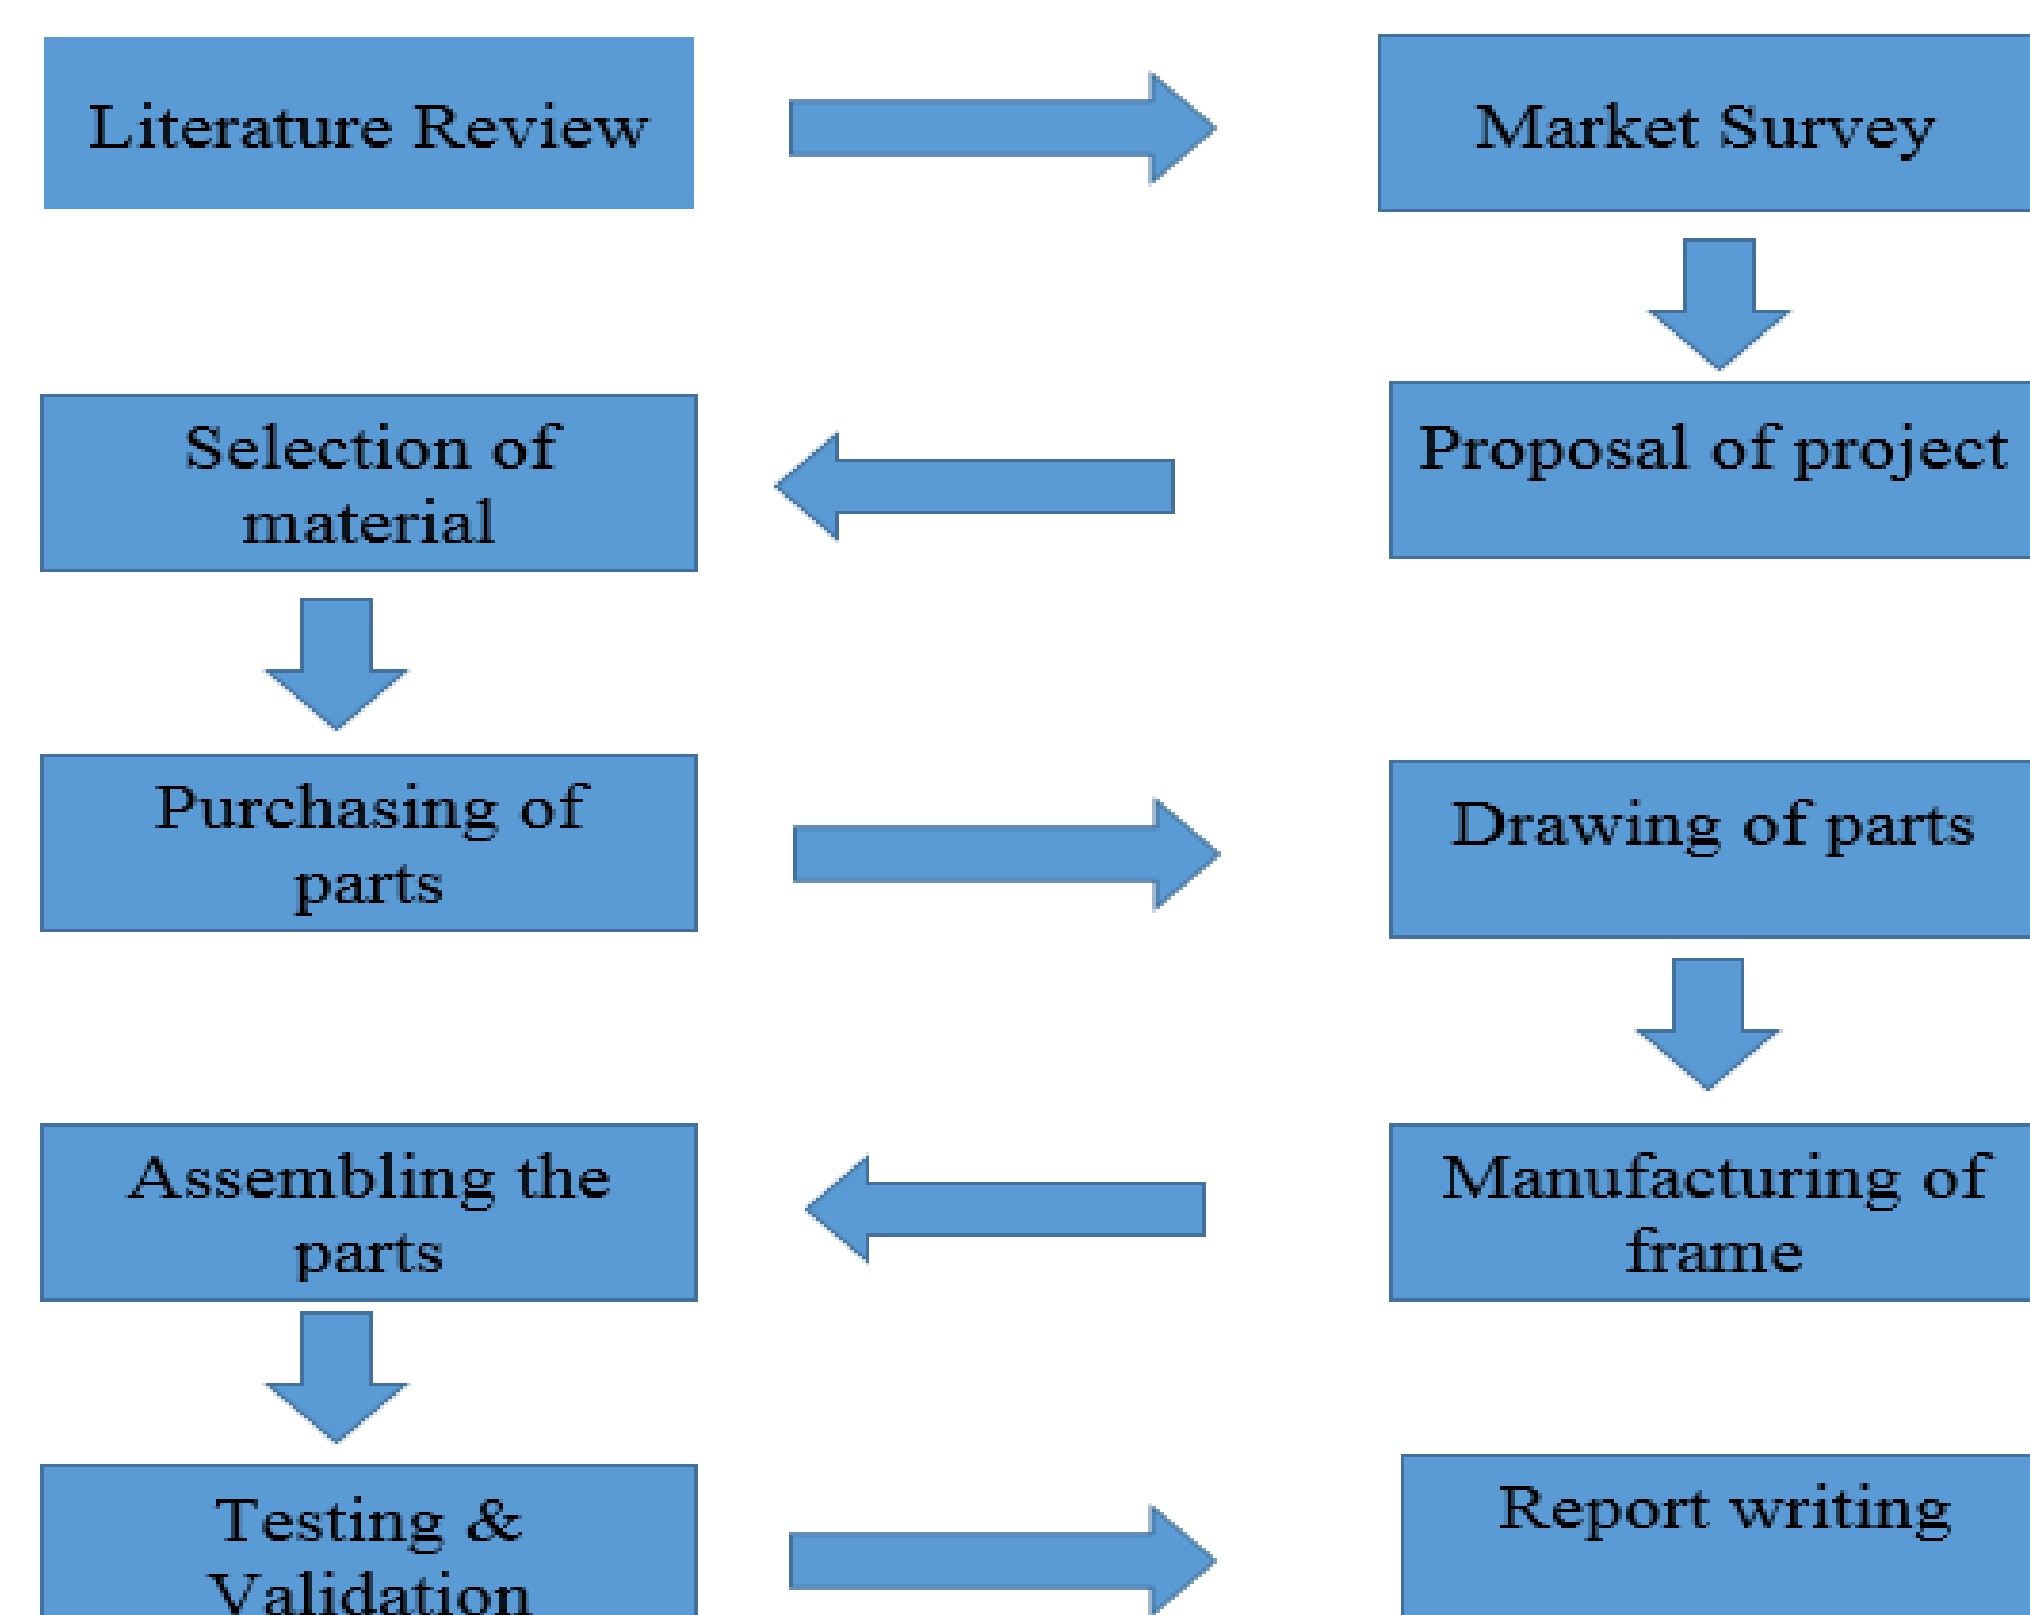 Literature Review
Market Survey
Proposal of project
Selection of
material
Purchasing of
parts
Drawing of parts
Manufacturing of
frame
Assembling the
parts
Testing &
Validation
Report writing